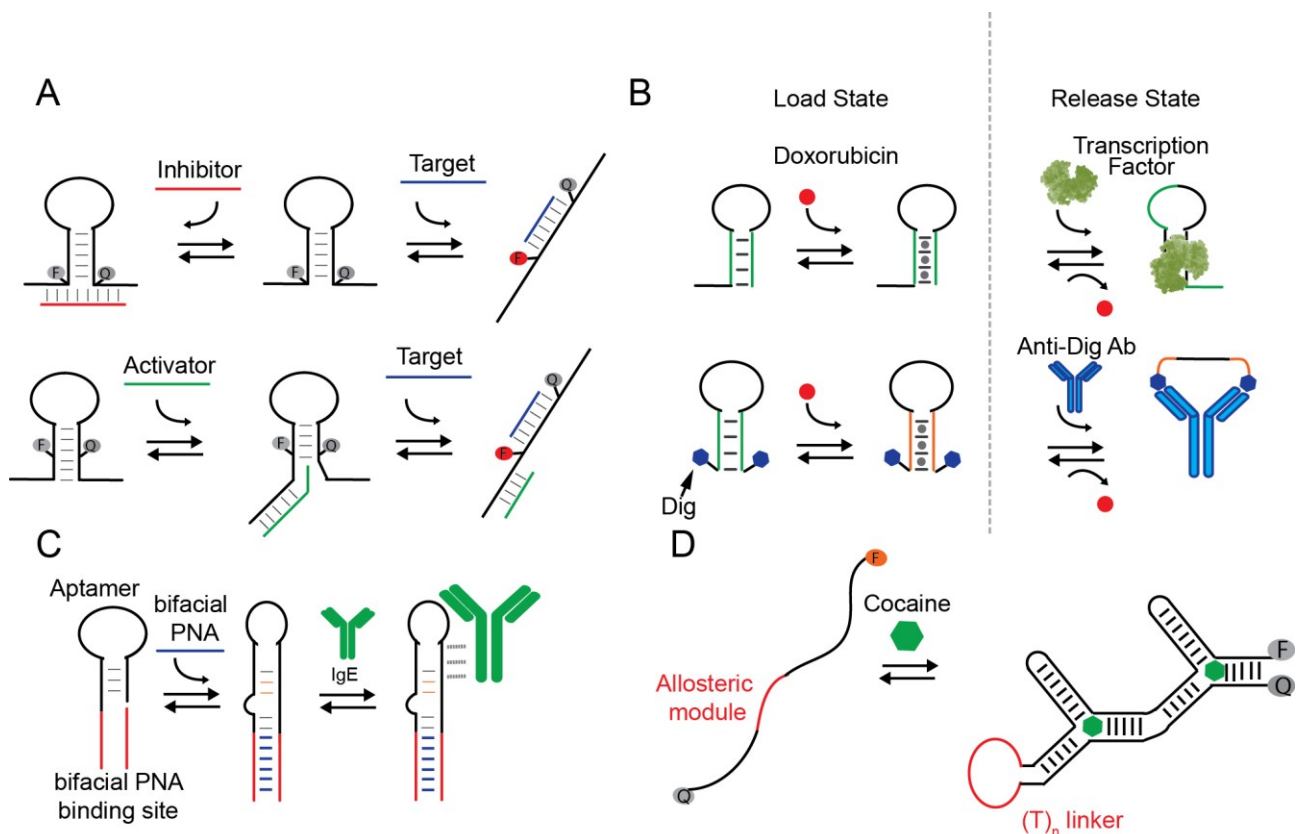 A
Inhibitor
Target
Q
F
Q
F
Q
F
Activator
Target
Q
F
Q
F
Q
F
B
Load State
Release State
Doxorubicin
Transcription
Factor
Anti-Dig Ab
Dig
C
Aptamer
bifacial
PNA
IgE
bifacial PNA
binding site
D
F
Cocaine
Allosteric
module
Q
F
Q
(T)n linker